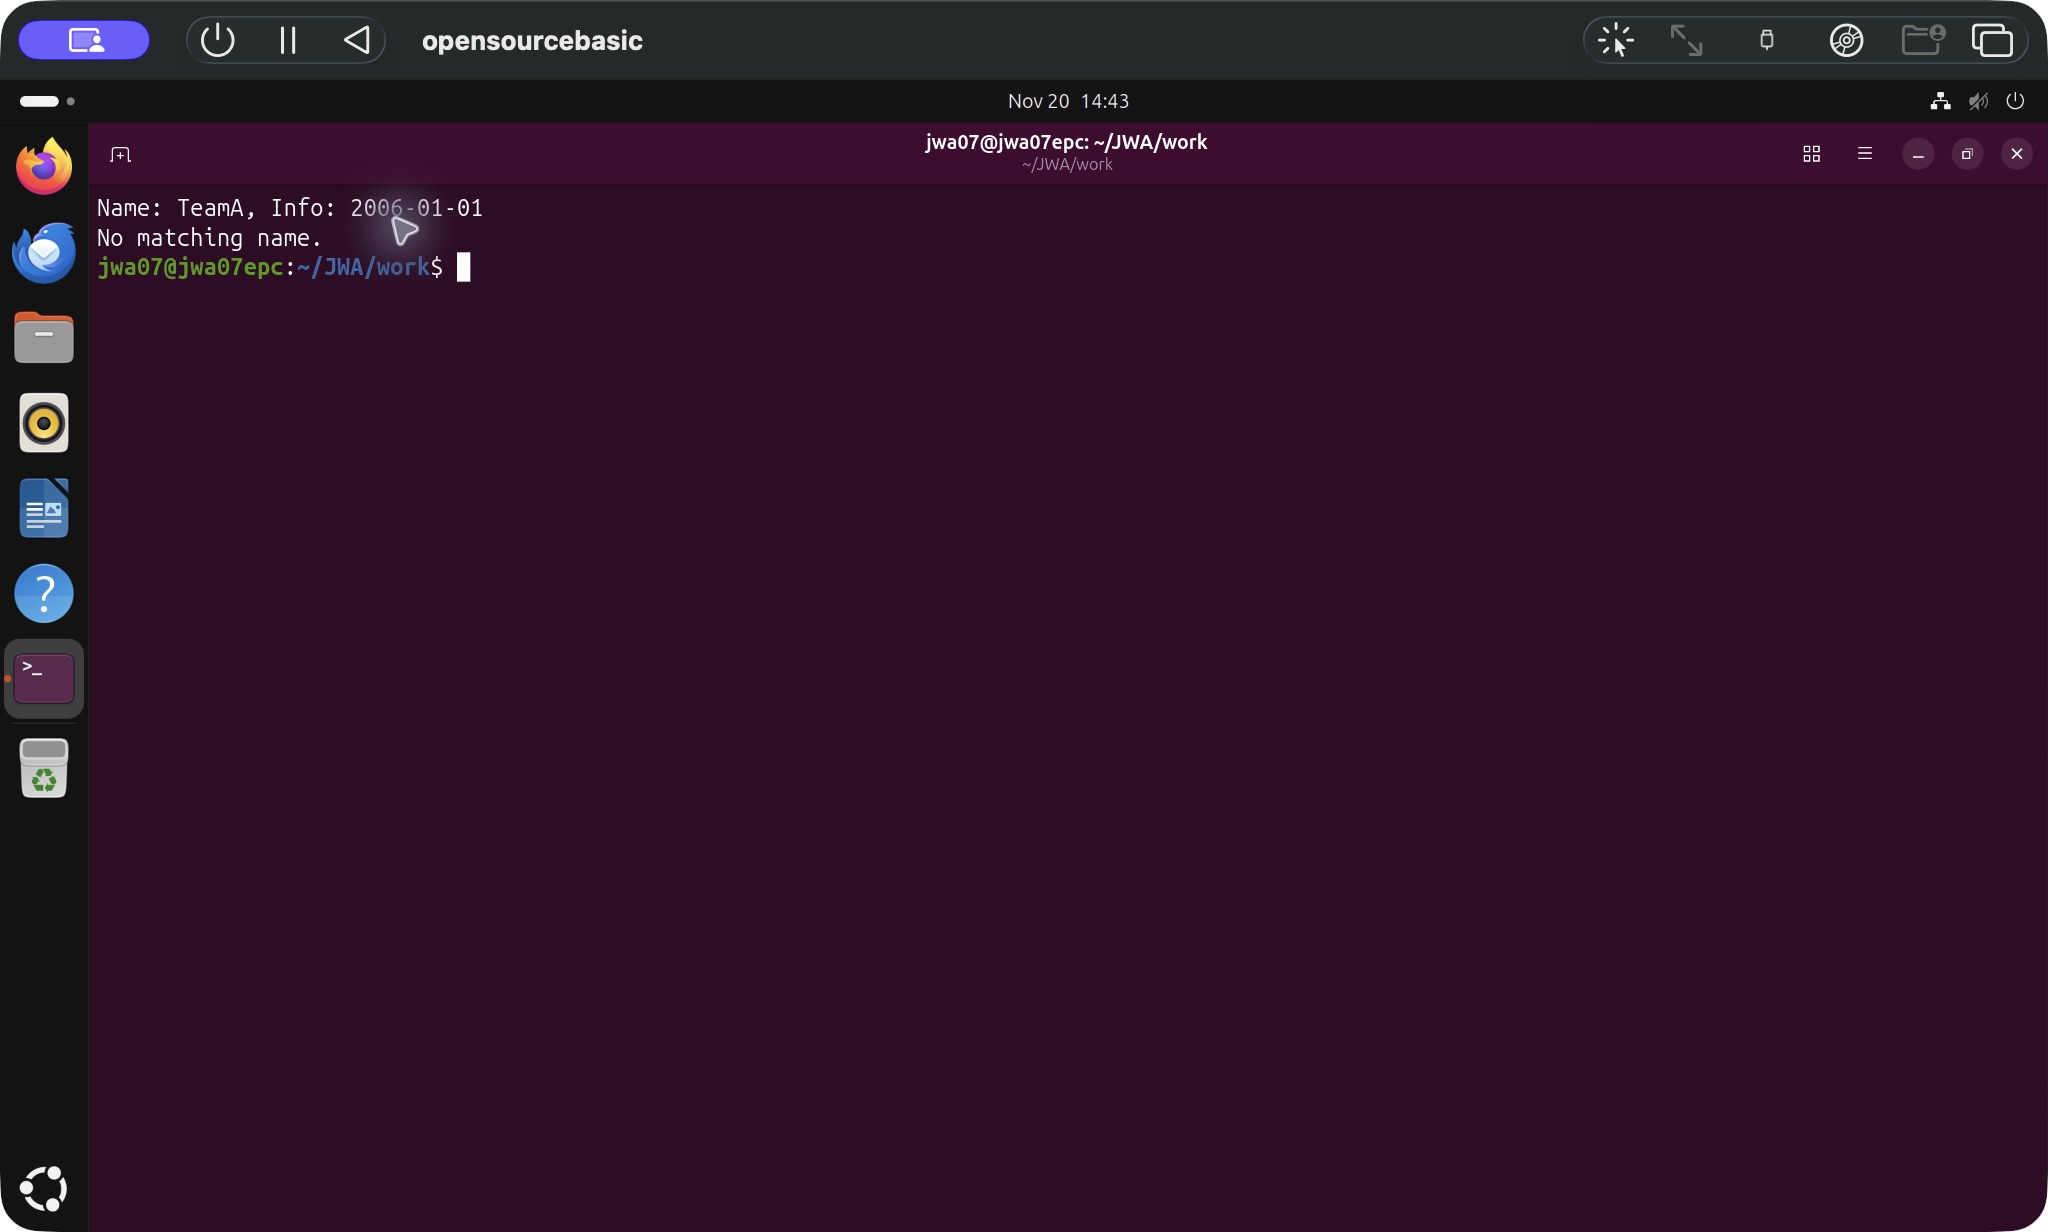 opensourcebasic
Nov 20 14:43
jwa07@jwa07epc: ~/JWA/work
~/JWA/work
Name: TeamA, Info: 2006-01-01
No matching name.
jwa07@jwa07epc:~/JWA/work$